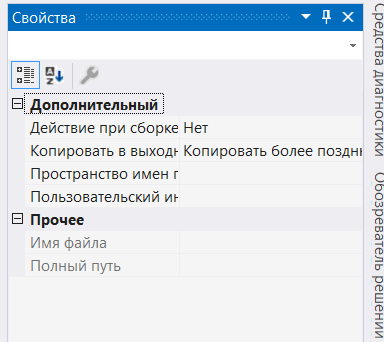 Свойства
Дополнительный
Действие при сборке Нет
Копировать в выходн Копировать более поздн
Пространство имен п
Пользовательский ин
Прочее
Имя файла
Полный путь
Средства диагностики
Обозреватель решений